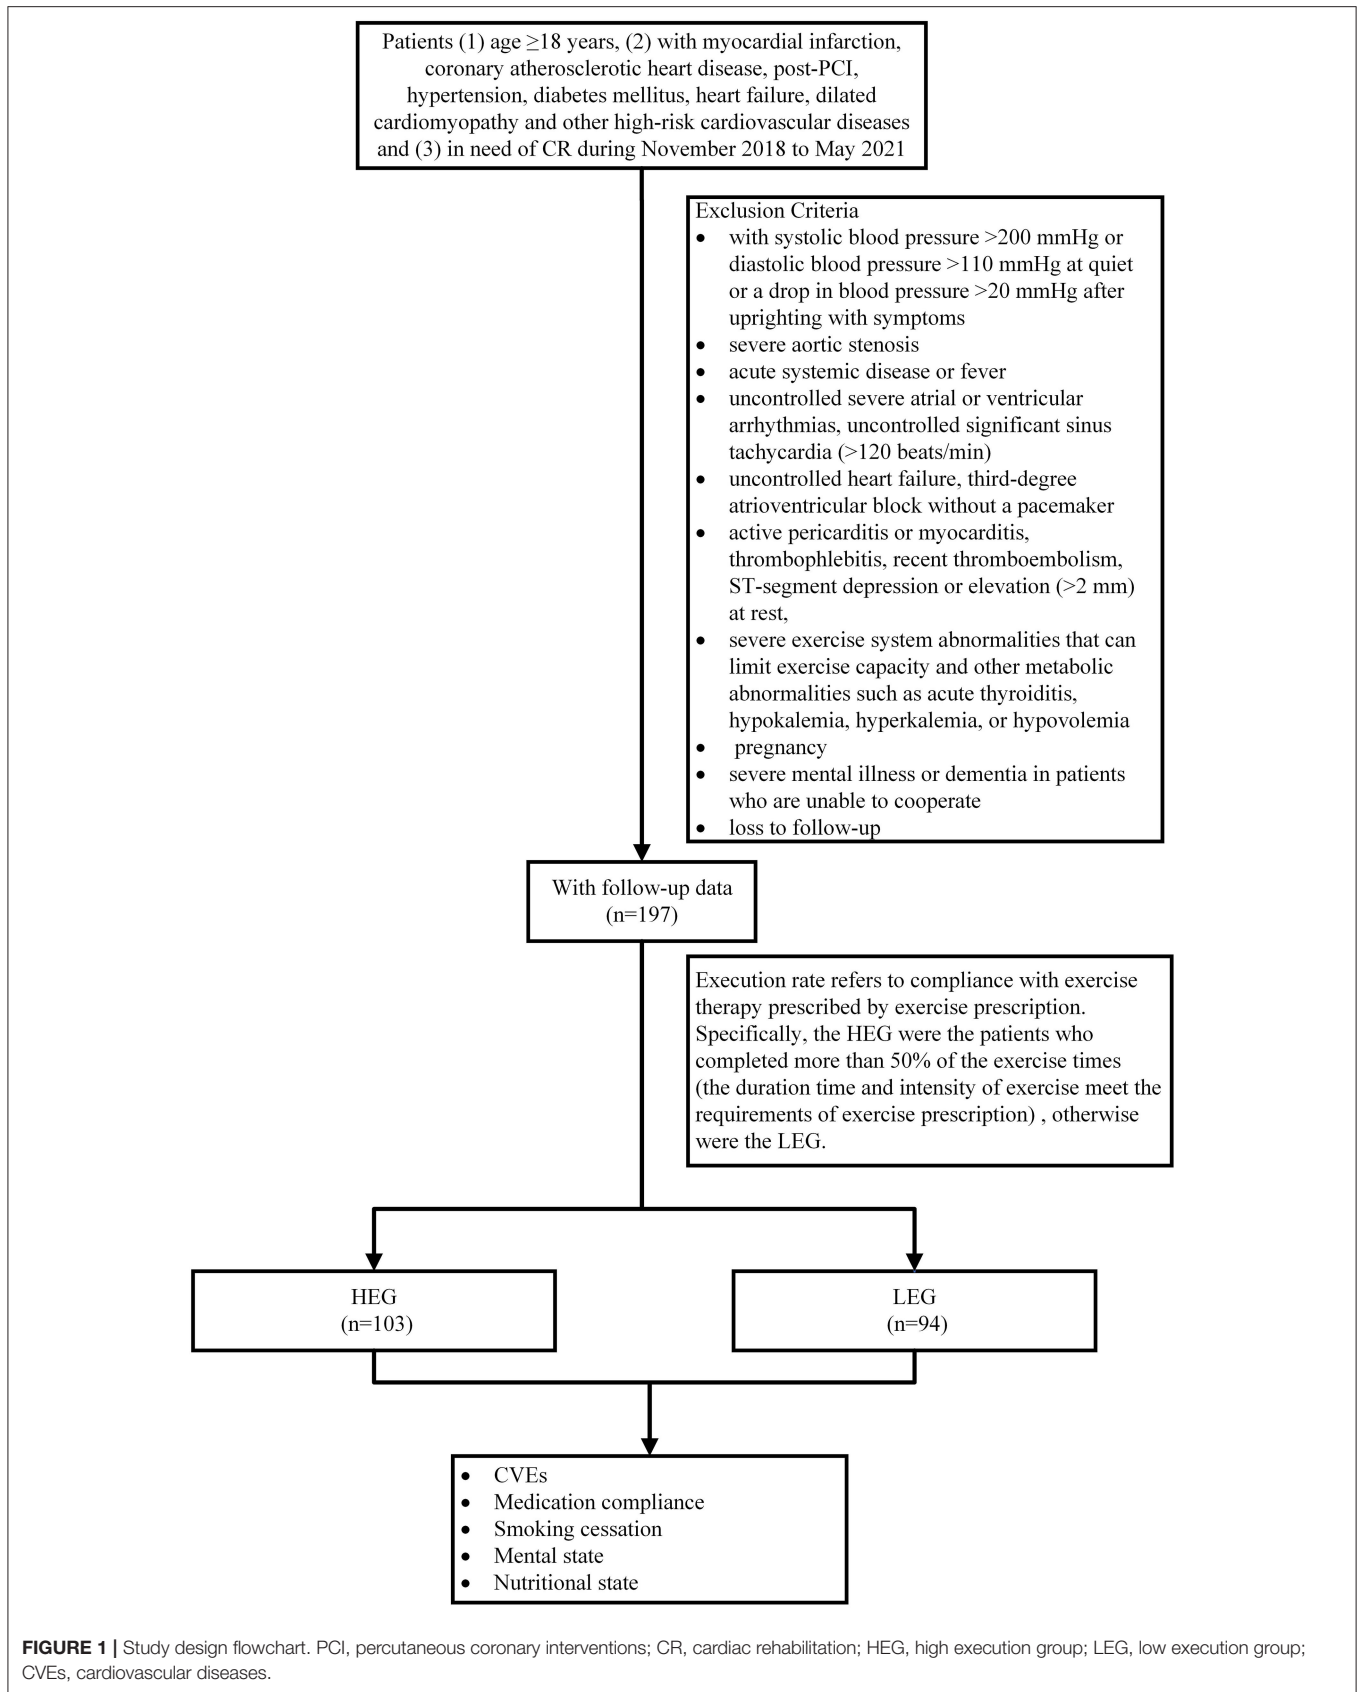 Patients (1) age ≥18 years, (2) with myocardial infarction,
coronary atherosclerotic heart disease, post-PCI,
hypertension, diabetes mellitus, heart failure, dilated
cardiomyopathy and other high-risk cardiovascular diseases
and (3) in need of CR during November 2018 to May 2021
Exclusion Criteria
• with systolic blood pressure >200 mmHg or
diastolic blood pressure >110 mmHg at quiet
or a drop in blood pressure >20 mmHg after
uprighting with symptoms
• severe aortic stenosis
• acute systemic disease or fever
• uncontrolled severe atrial or ventricular
arrhythmias, uncontrolled significant sinus
tachycardia (>120 beats/min)
• uncontrolled heart failure, third-degree
atrioventricular block without a pacemaker
• active pericarditis or myocarditis,
thrombophlebitis, recent thromboembolism,
ST-segment depression or elevation (>2 mm)
at rest,
• severe exercise system abnormalities that can
limit exercise capacity and other metabolic
abnormalities such as acute thyroiditis,
hypokalemia, hyperkalemia, or hypovolemia
• pregnancy
• severe mental illness or dementia in patients
who are unable to cooperate
• loss to follow-up
With follow-up data
(n=197)
Execution rate refers to compliance with exercise
therapy prescribed by exercise prescription.
Specifically, the HEG were the patients who
completed more than 50% of the exercise times
(the duration time and intensity of exercise meet the
requirements of exercise prescription) , otherwise
were the LEG.
HEG
(n=103)
LEG
(n=94)
• CVEs
• Medication compliance
• Smoking cessation
• Mental state
• Nutritional state
FIGURE 1 | Study design flowchart. PCI, percutaneous coronary interventions; CR, cardiac rehabilitation; HEG, high execution group; LEG, low execution group;
CVEs, cardiovascular diseases.